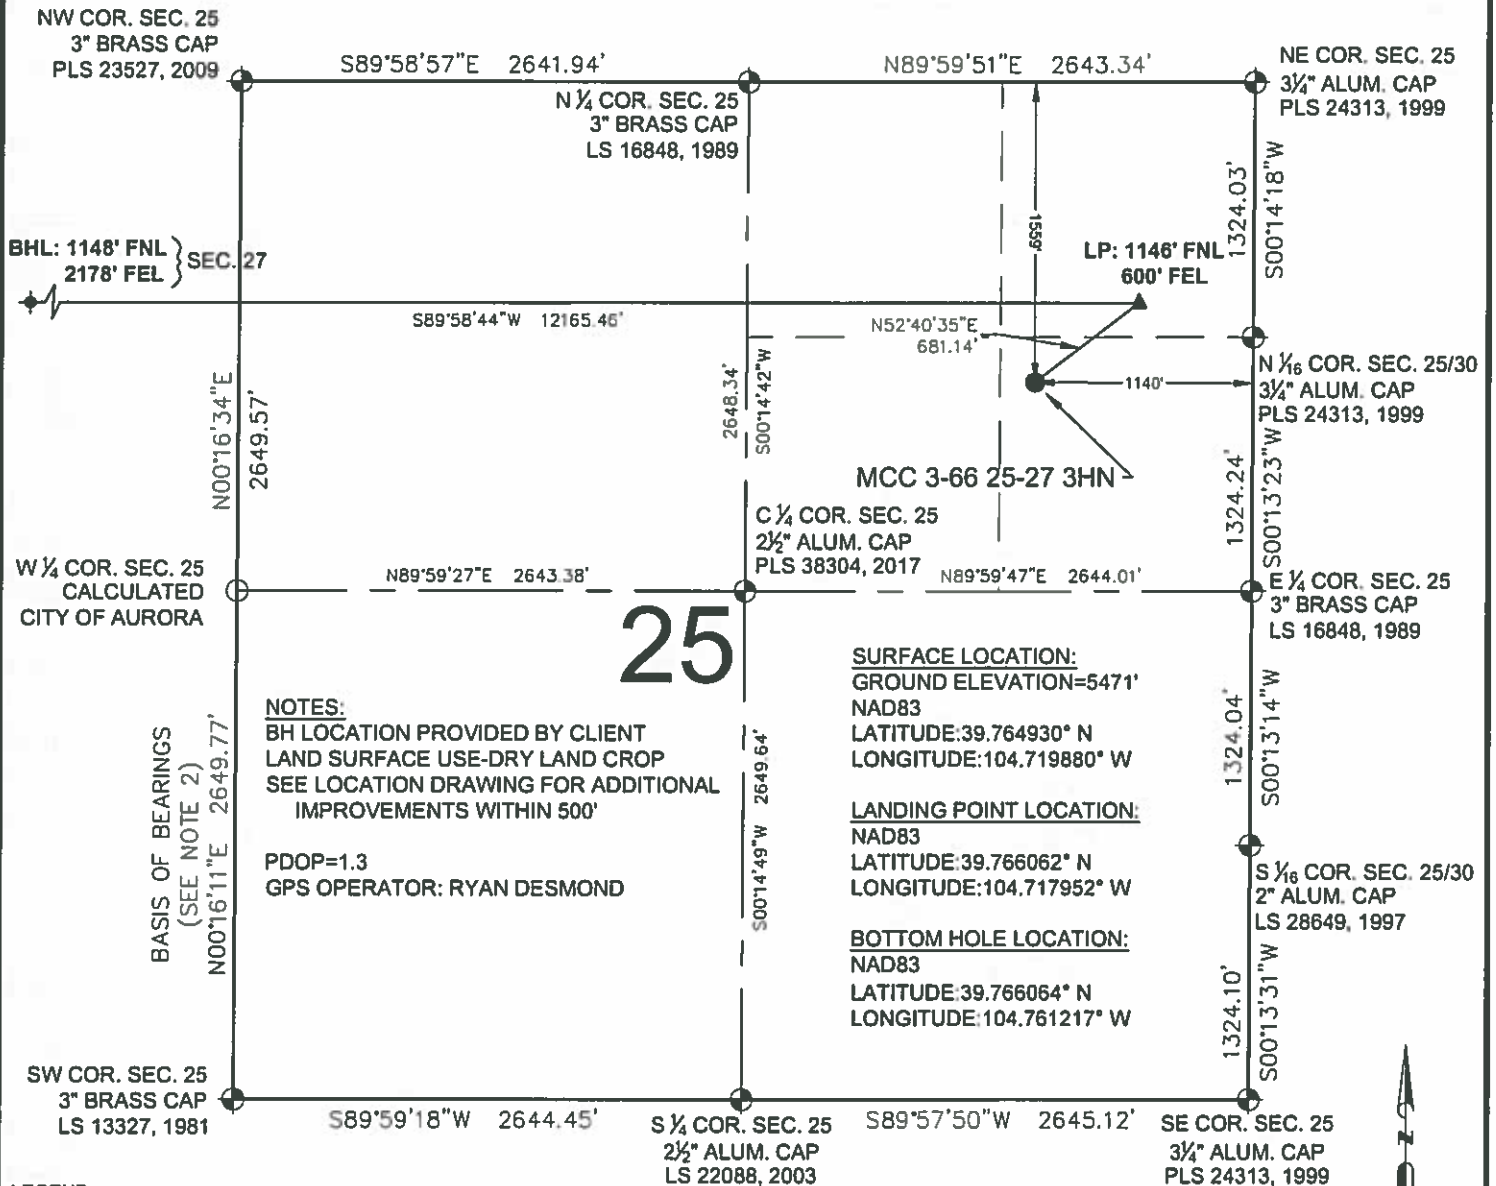 NW COR. SEC. 25
3" BRASS CAP
PLS 23527, 2009
S89°58'57"E 2641.94'
N89°59'51"E 2643.34'
NE COR. SEC. 25
3¼" ALUM. CAP
PLS 24313, 1999
N ¼ COR. SEC. 25
3" BRASS CAP
LS 16848, 1989
1324.03'
S00°14'18"W
1559'
BHL: 1148' FNL
2178' FEL
SEC. 27
LP: 1146' FNL
600' FEL
S89°58'44"W 12165.46'
N52°40'35"E
681.14'
1140'
N 1/16 COR. SEC. 25/30
3¼" ALUM. CAP
PLS 24313, 1999
N00°16'34"E
2649.57'
2648.34'
S00°14'42"W
MCC 3-66 25-27 3HN
1324.24'
S00°13'23"W
C ¼ COR. SEC. 25
2½" ALUM. CAP
PLS 38304, 2017
W ¼ COR. SEC. 25
CALCULATED
CITY OF AURORA
N89°59'27"E 2643.38'
N89°59'47"E 2644.01'
E ¼ COR. SEC. 25
3" BRASS CAP
LS 16848, 1989
25
NOTES:
BH LOCATION PROVIDED BY CLIENT
LAND SURFACE USE-DRY LAND CROP
SEE LOCATION DRAWING FOR ADDITIONAL
IMPROVEMENTS WITHIN 500'
PDOP=1.3
GPS OPERATOR: RYAN DESMOND
BASIS OF BEARINGS
(SEE NOTE 2)
N00°16'11"E 2649.77'
S00°14'49"W 2649.64'
SURFACE LOCATION:
GROUND ELEVATION=5471'
NAD83
LATITUDE:39.764930° N
LONGITUDE:104.719880° W
LANDING POINT LOCATION:
NAD83
LATITUDE:39.766062° N
LONGITUDE:104.717952° W
BOTTOM HOLE LOCATION:
NAD83
LATITUDE:39.766064° N
LONGITUDE:104.761217° W
1324.04'
S00°13'14"W
S 1/16 COR. SEC. 25/30
2" ALUM. CAP
LS 28649, 1997
1324.10'
S00°13'31"W
SW COR. SEC. 25
3" BRASS CAP
LS 13327, 1981
S89°59'18"W 2644.45'
S ¼ COR. SEC. 25
2½" ALUM. CAP
LS 22088, 2003
S89°57'50"W 2645.12'
SE COR. SEC. 25
3¼" ALUM. CAP
PLS 24313, 1999
N